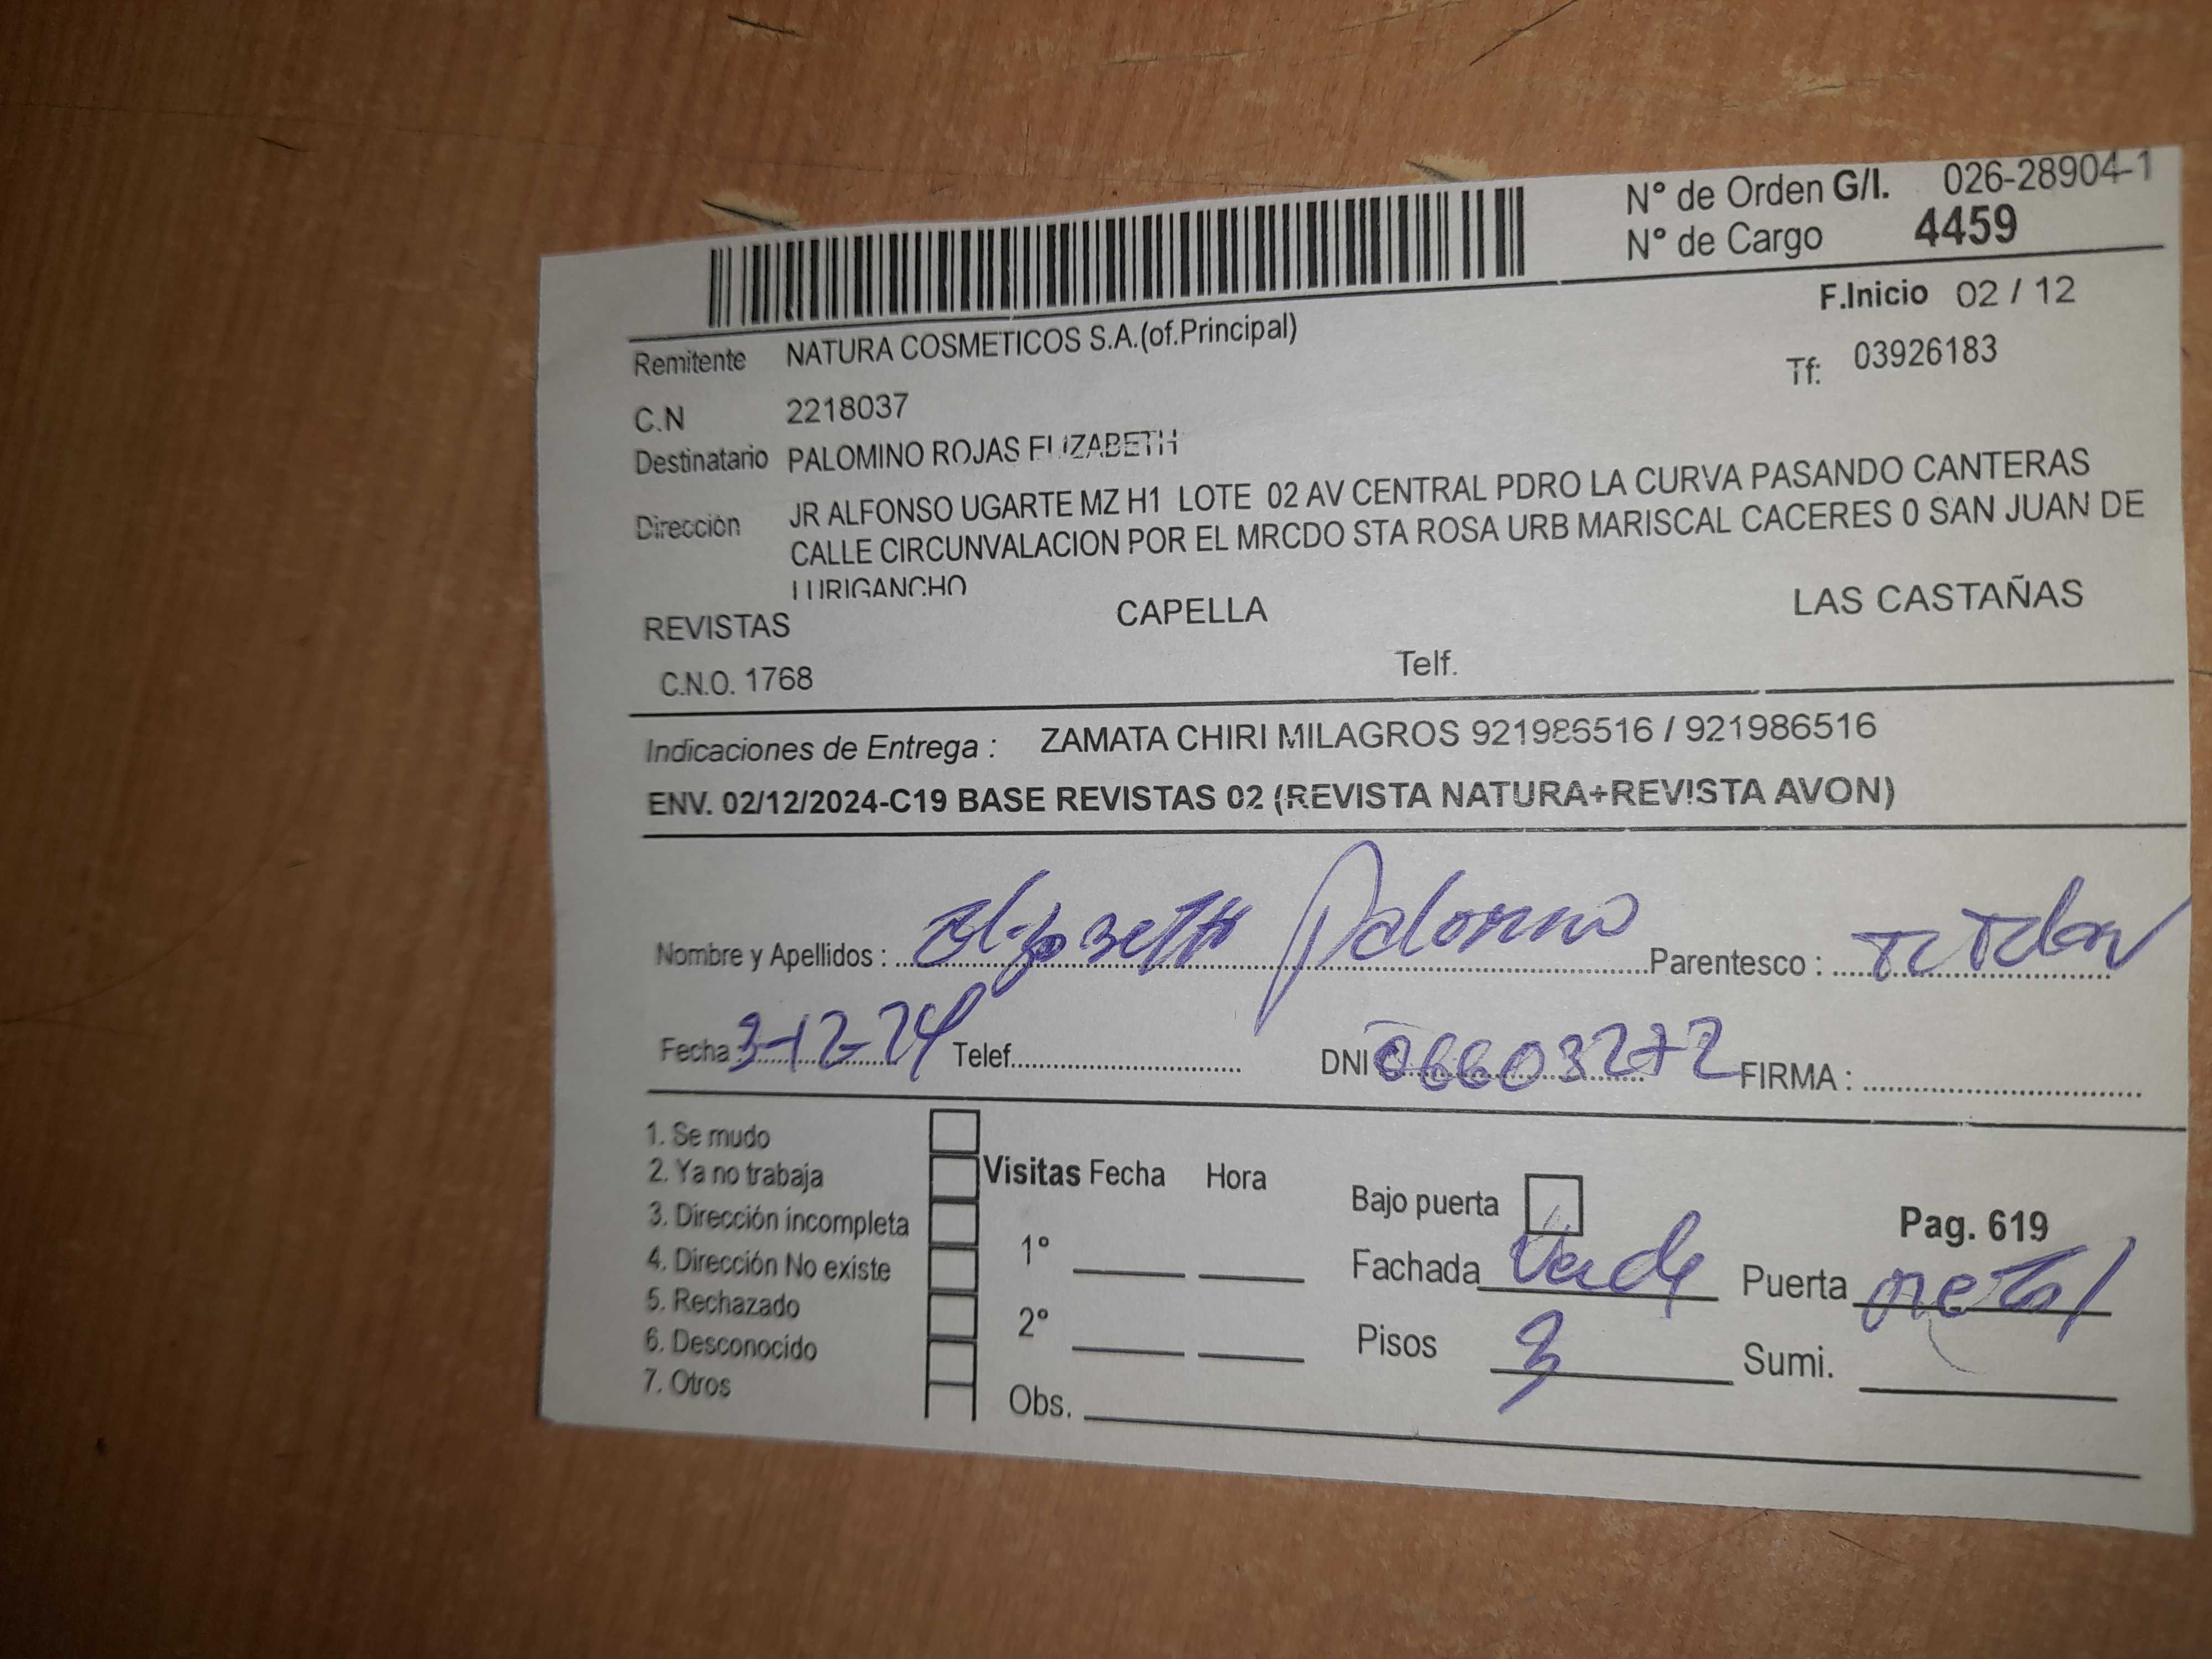 N° de Orden G/I. 026-28904-1
N° de Cargo 4459
F.Inicio 02 / 12
Remitente NATURA COSMETICOS S.A.(of.Principal)
Tf: 03926183
C.N 2218037
Destinatario PALOMINO ROJAS ELIZABETH
Dirección JR ALFONSO UGARTE MZ H1 LOTE 02 AV CENTRAL PDRO LA CURVA PASANDO CANTERAS
CALLE CIRCUNVALACION POR EL MRCDO STA ROSA URB MARISCAL CACERES 0 SAN JUAN DE
LURIGANCHO
REVISTAS CAPELLA LAS CASTAÑAS
C.N.O. 1768 Telf.
Indicaciones de Entrega : ZAMATA CHIRI MILAGROS 921986516 / 921986516
ENV. 02/12/2024-C19 BASE REVISTAS 02 (REVISTA NATURA+REVISTA AVON)
Nombre y Apellidos : Elizabeth Palomino Parentesco : Titular
Fecha : 3-12-24 Telef. DNI 06603272 FIRMA :
1. Se mudo
2. Ya no trabaja
3. Dirección incompleta
4. Dirección No existe
5. Rechazado
6. Desconocido
7. Otros
Visitas Fecha Hora
1°
2°
Obs.
Bajo puerta
Pag. 619
Fachada Verde Puerta metal
Pisos 3 Sumi.